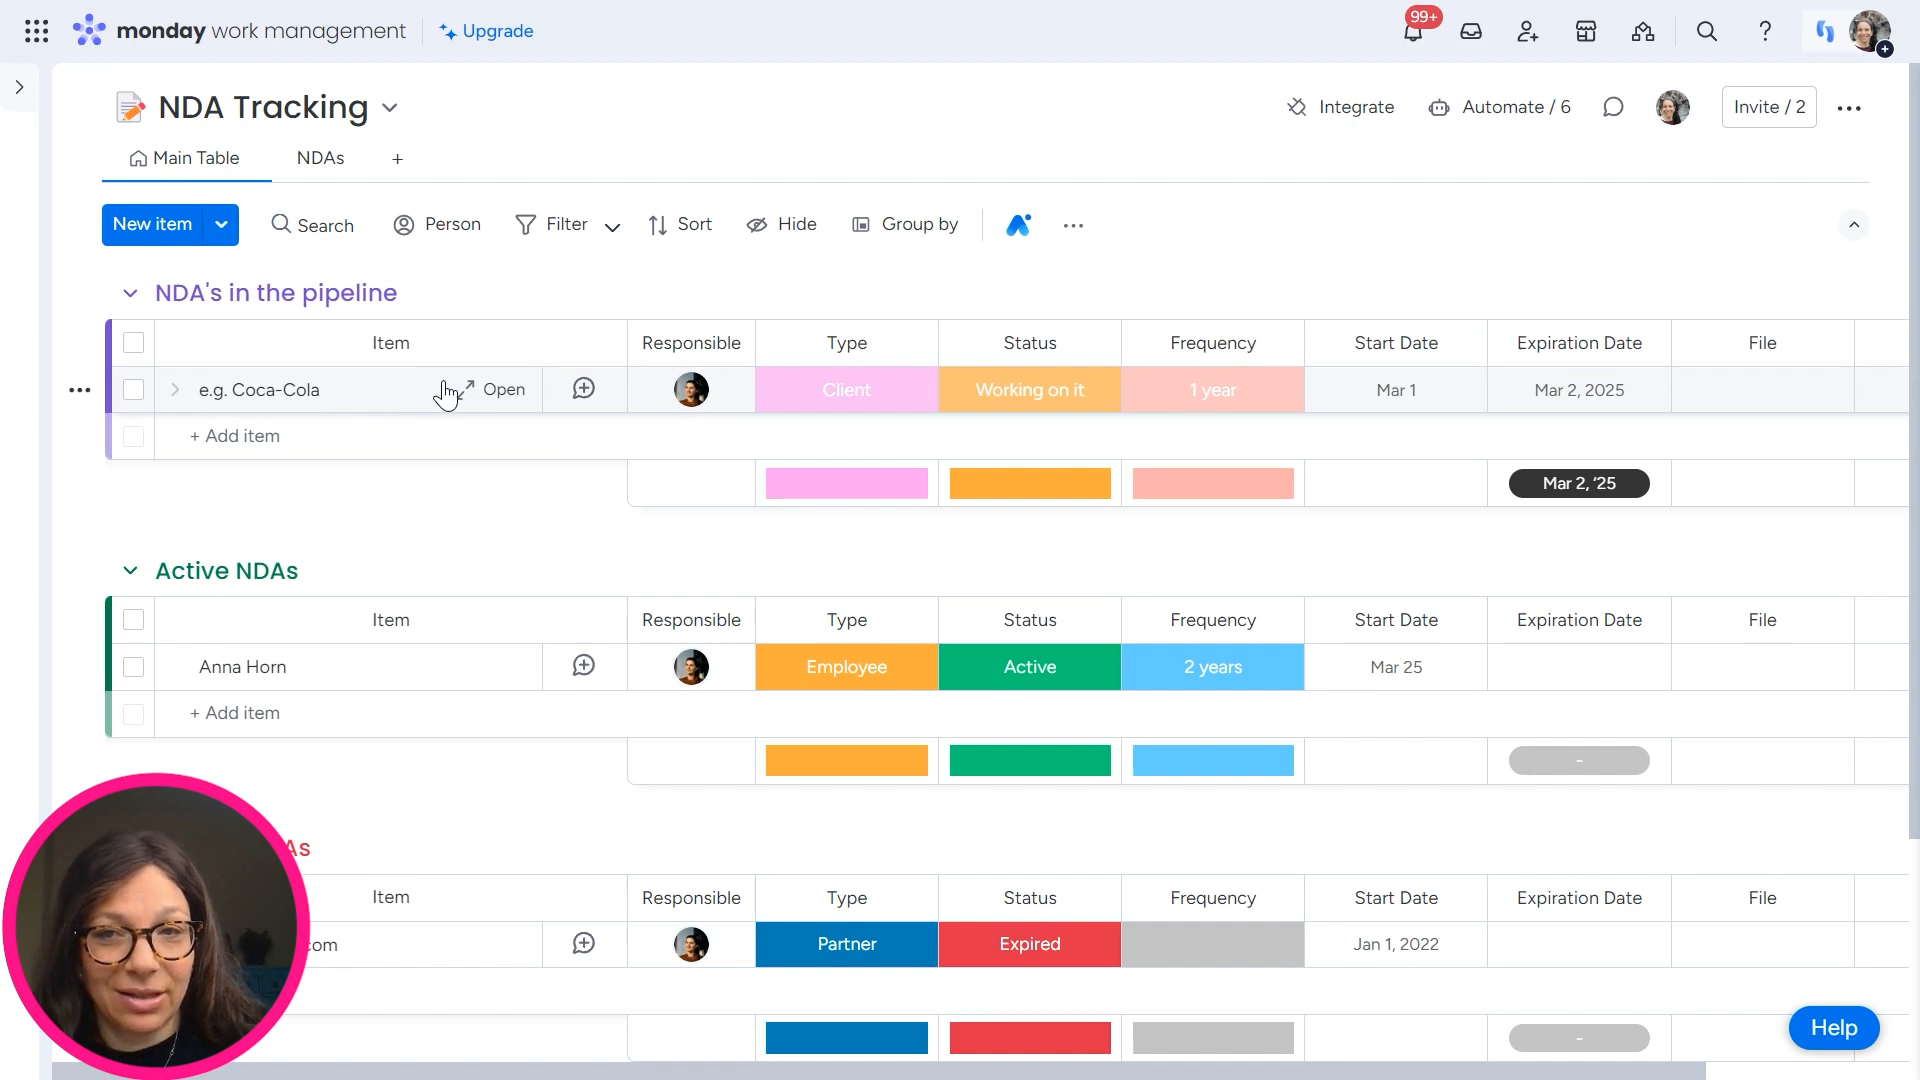 monday work management
Upgrade
99+
NDA Tracking
Integrate
Automate / 6
Invite / 2
Main Table
NDAs
+
New item
Search
Person
Filter
Sort
Hide
Group by
NDA's in the pipeline
Item Responsible Type Status Frequency Start Date Expiration Date File
e.g. Coca-Cola Open Client Working on it 1 year Mar 1 Mar 2, 2025
+ Add item
Mar 2, '25
Active NDAs
Item Responsible Type Status Frequency Start Date Expiration Date File
Anna Horn Employee Active 2 years Mar 25
+ Add item
-
As
Item Responsible Type Status Frequency Start Date Expiration Date File
com Partner Expired Jan 1, 2022
-
Help